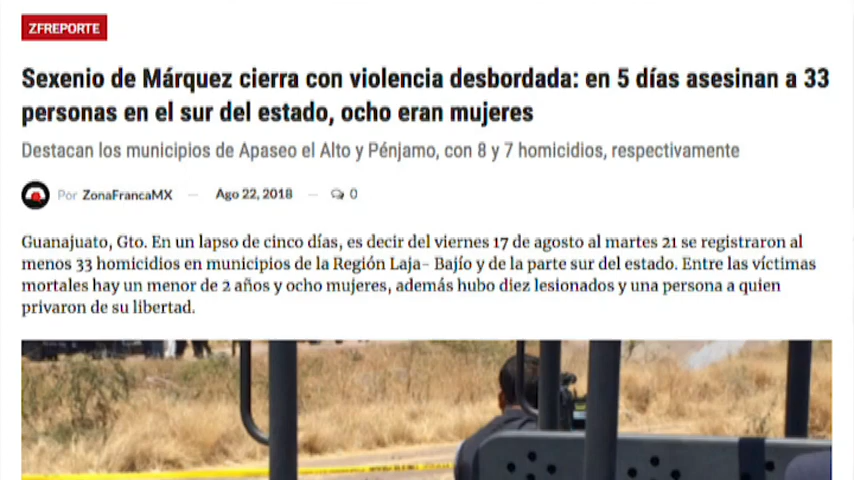 ZFREPORTE
Sexenio de Márquez cierra con violencia desbordada: en 5 días asesinan a 33
personas en el sur del estado, ocho eran mujeres
Destacan los municipios de Apaseo el Alto y Pénjamo, con 8 y 7 homicidios, respectivamente
Por ZonaFrancaMX — Ago 22, 2018 — 0
Guanajuato, Gto. En un lapso de cinco días, es decir del viernes 17 de agosto al martes 21 se registraron al
menos 33 homicidios en municipios de la Región Laja- Bajío y de la parte sur del estado. Entre las víctimas
mortales hay un menor de 2 años y ocho mujeres, además hubo diez lesionados y una persona a quien
privaron de su libertad.